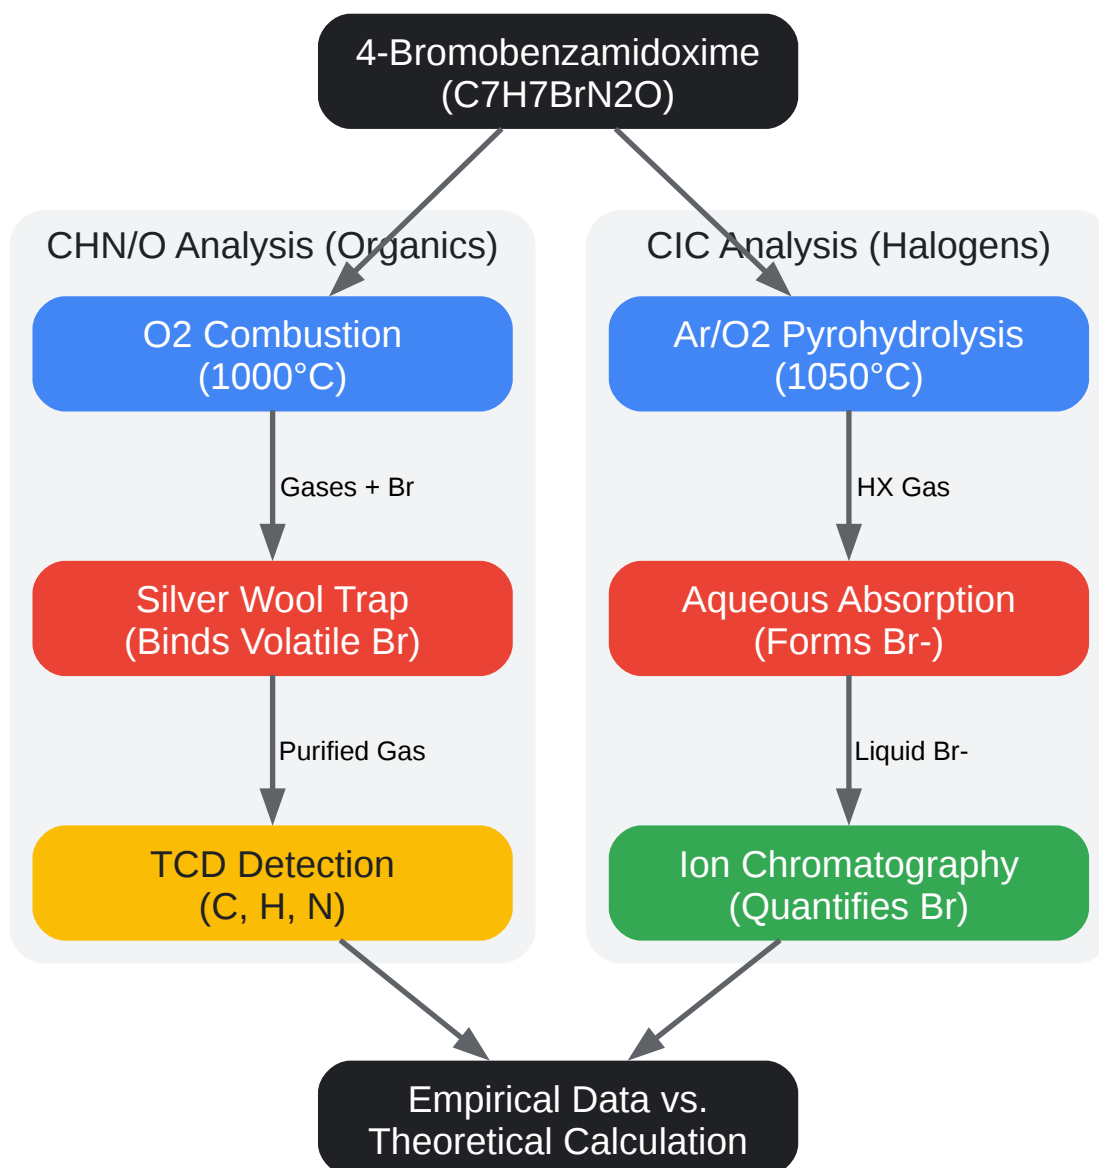 4-Bromobenzamidoxime
(C7H7BrN2O)
CHN/O Analysis (Organics)
O2 Combustion
(1000°C)
Gases + Br
Silver Wool Trap
(Binds Volatile Br)
Purified Gas
TCD Detection
(C, H, N)
CIC Analysis (Halogens)
Ar/O2 Pyrohydrolysis
(1050°C)
HX Gas
Aqueous Absorption
(Forms Br-)
Liquid Br-
Ion Chromatography
(Quantifies Br)
Empirical Data vs.
Theoretical Calculation